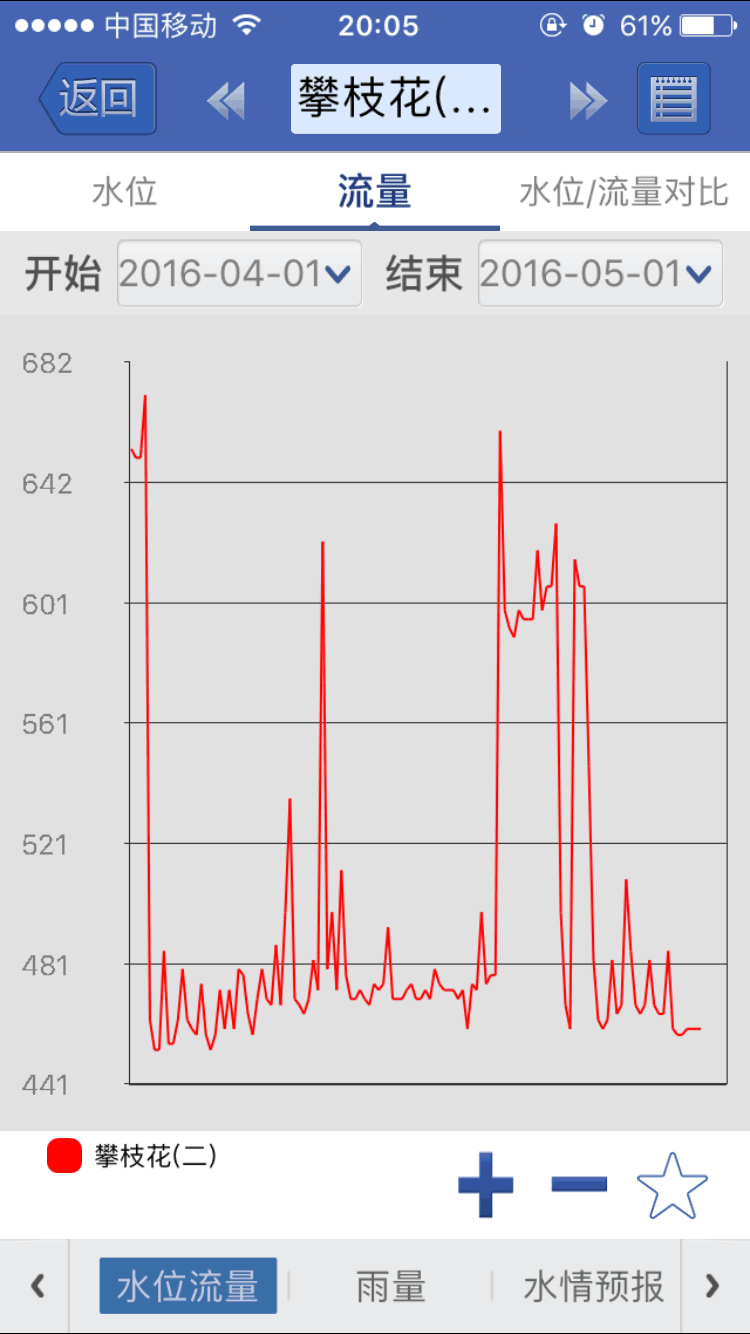 中国移动 20:05 61%
返回 攀枝花(...
水位 流量 水位/流量对比
开始 2016-04-01 结束 2016-05-01
682
642
601
561
521
481
441
攀枝花(二)
水位流量 雨量 水情预报